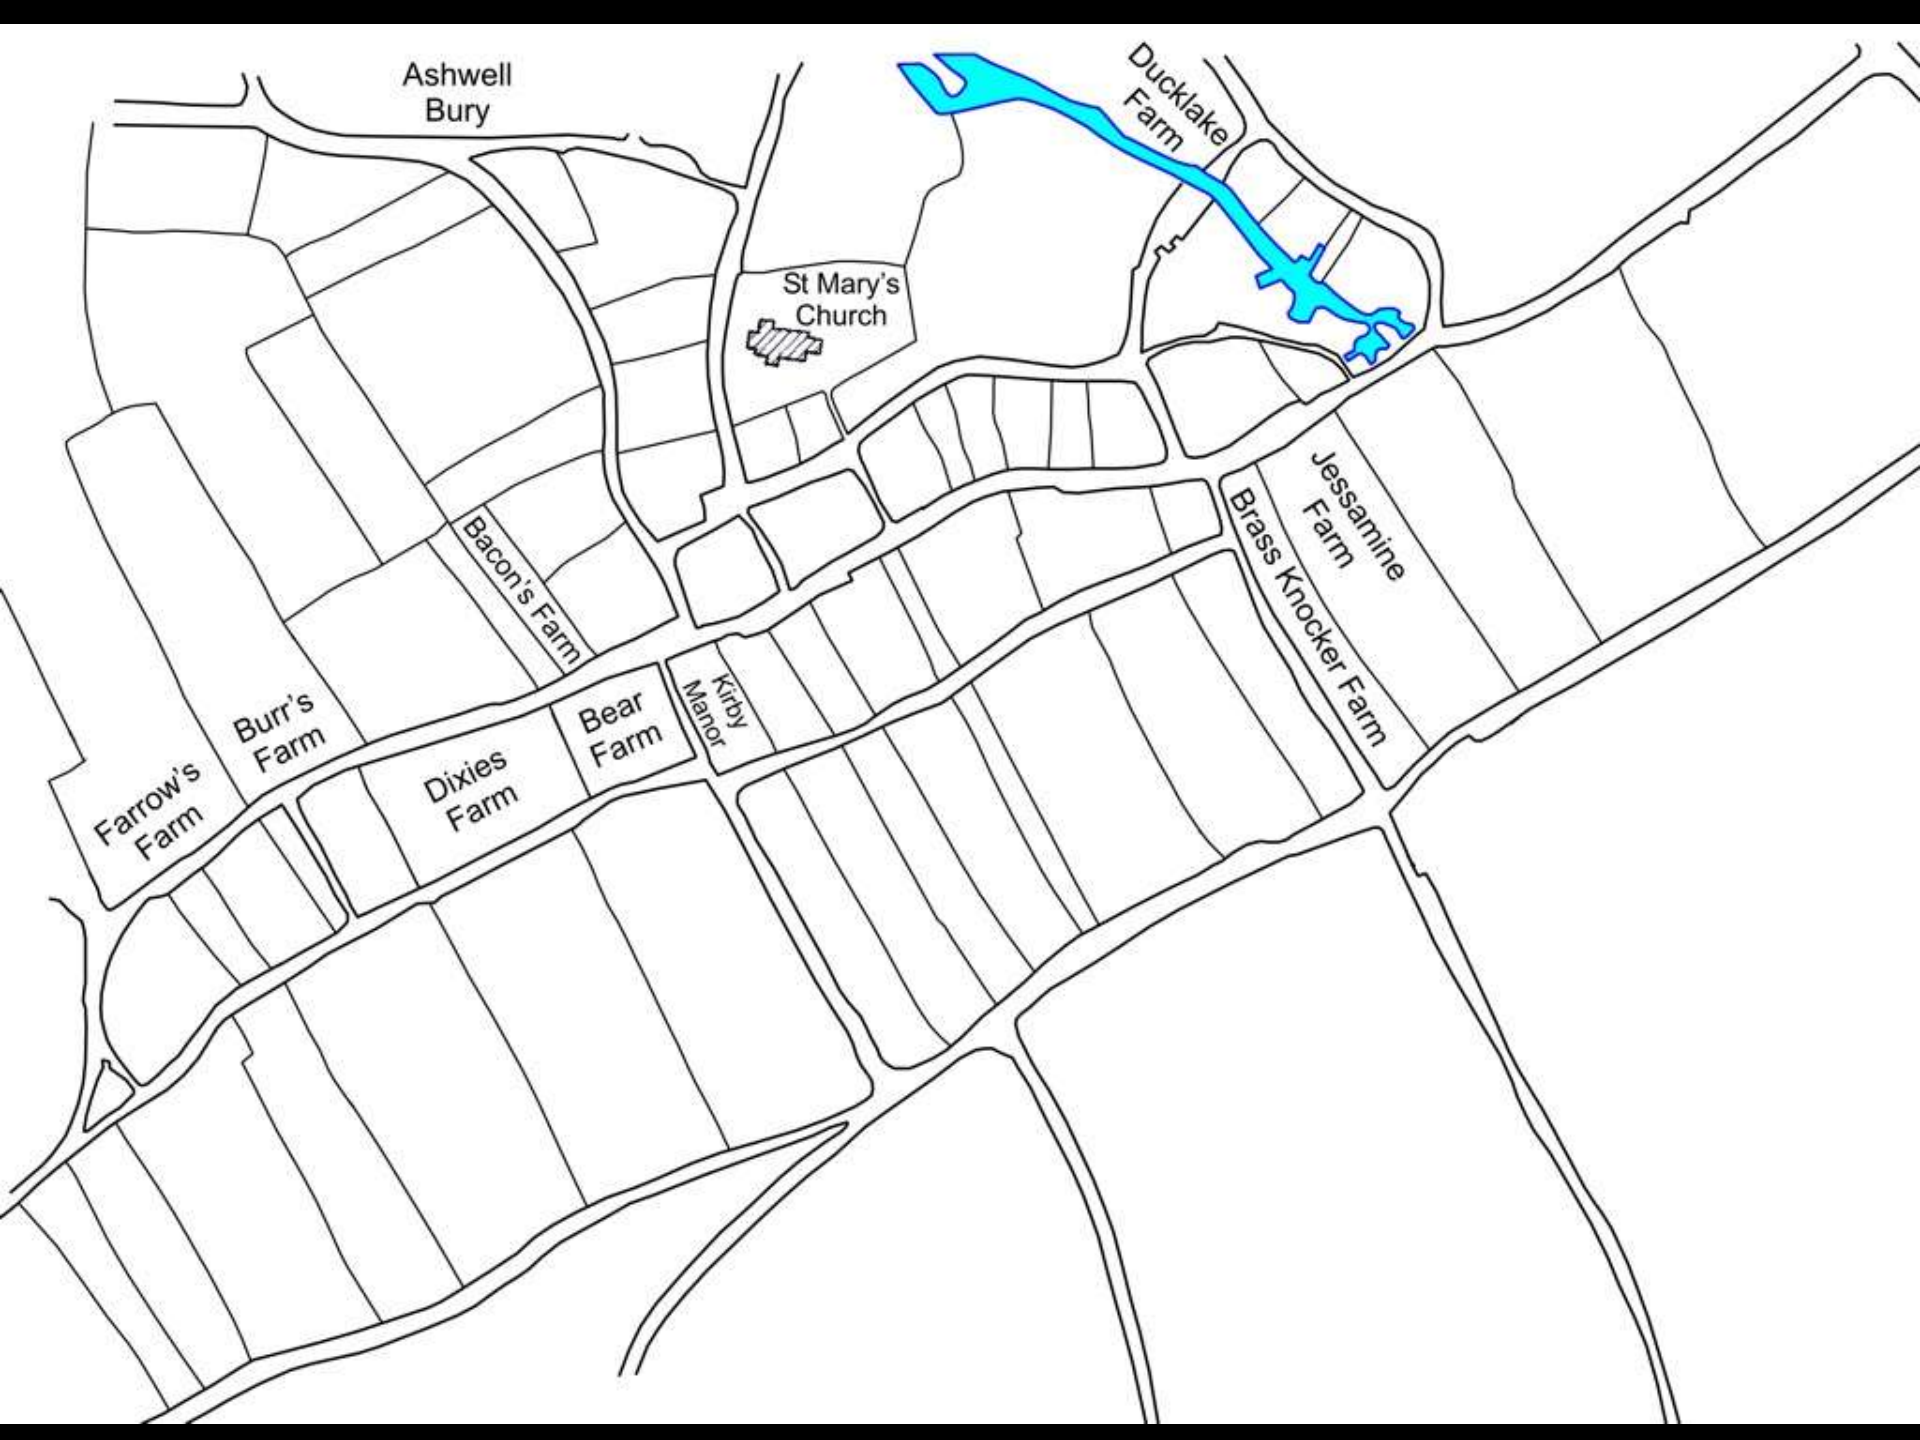 Ashwell
Bury
Ducklake
Farm
St Mary's
Church
Jessamine
Farm
Brass Knocker Farm
Bacon's Farm
Kirby
Manor
Bear
Farm
Burr's
Farm
Dixies
Farm
Farrow's
Farm